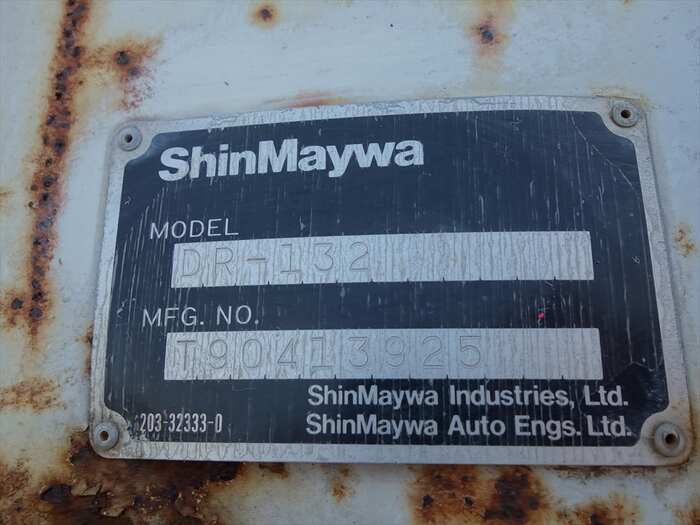 ShinMaywa
MODEL
DR-132
MFG. NO.
T90413925
ShinMaywa Industries, Ltd.
203-32333-0
ShinMaywa Auto Engs. Ltd.